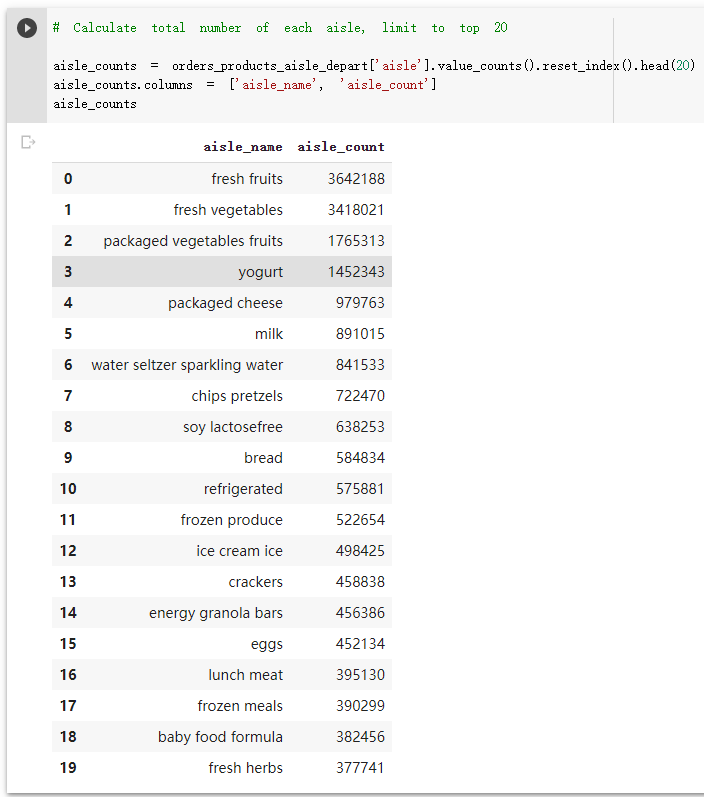 # Calculate total number of each aisle, limit to top 20
aisle_counts = orders_products_aisle_depart['aisle'].value_counts().reset_index().head(20)
aisle_counts.columns = ['aisle_name', 'aisle_count']
aisle_counts
aisle_name aisle_count
0 fresh fruits 3642188
1 fresh vegetables 3418021
2 packaged vegetables fruits 1765313
3 yogurt 1452343
4 packaged cheese 979763
5 milk 891015
6 water seltzer sparkling water 841533
7 chips pretzels 722470
8 soy lactosefree 638253
9 bread 584834
10 refrigerated 575881
11 frozen produce 522654
12 ice cream ice 498425
13 crackers 458838
14 energy granola bars 456386
15 eggs 452134
16 lunch meat 395130
17 frozen meals 390299
18 baby food formula 382456
19 fresh herbs 377741